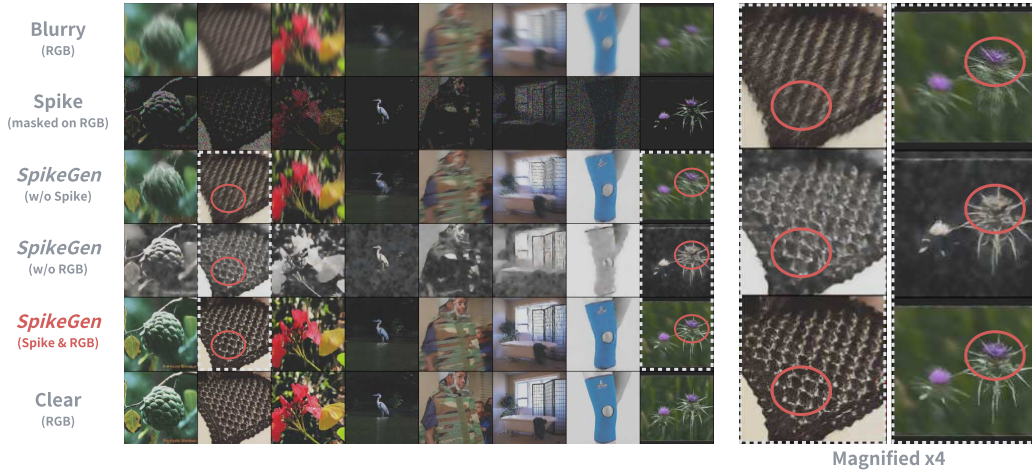 Blurry
(RGB)
Spike
(masked on RGB)
SpikeGen
(w/o Spike)
SpikeGen
(w/o RGB)
SpikeGen
(Spike & RGB)
Clear
(RGB)
Magnified x4